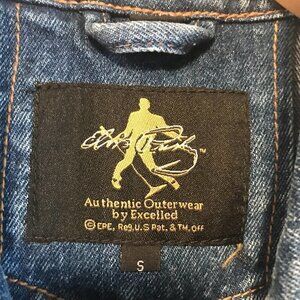 Elvis Presley™
Authentic Outerwear
by Excelled
© EPE, Reg. U.S Pat. & TM. Off
S